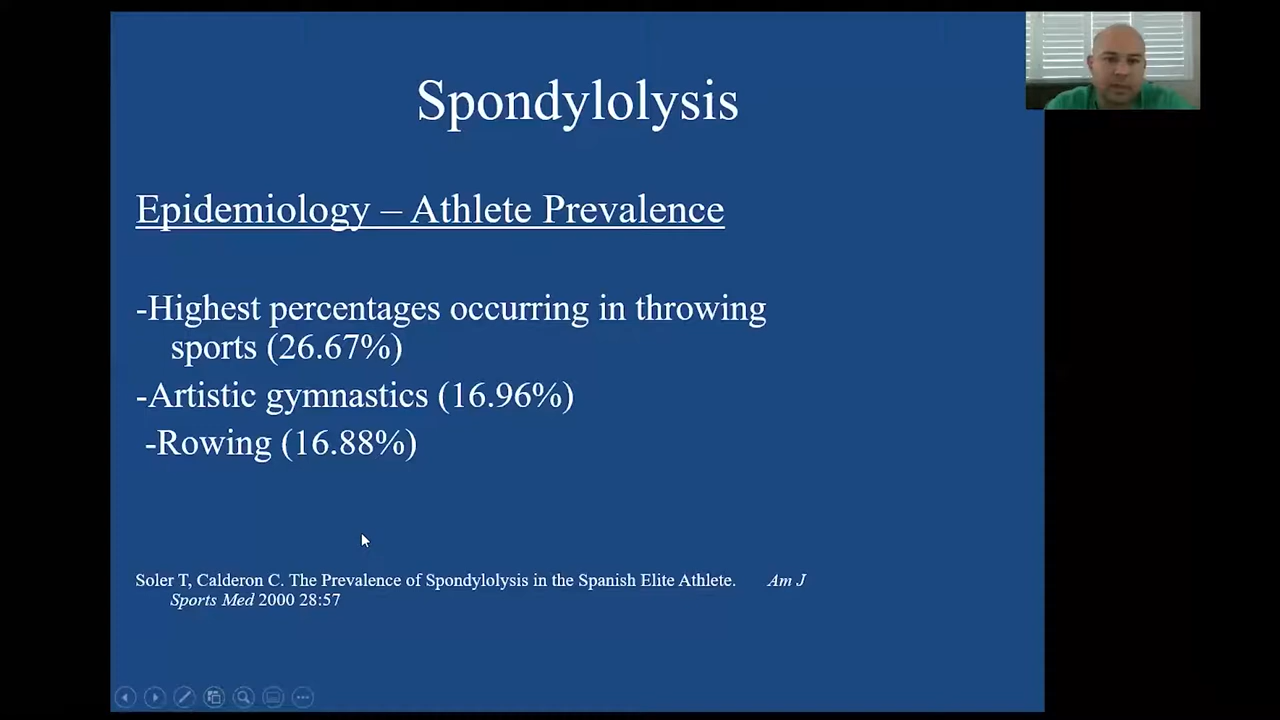 Spondylolysis
Epidemiology – Athlete Prevalence
-Highest percentages occurring in throwing
sports (26.67%)
-Artistic gymnastics (16.96%)
-Rowing (16.88%)
Soler T, Calderon C. The Prevalence of Spondylolysis in the Spanish Elite Athlete. Am J
Sports Med 2000 28:57